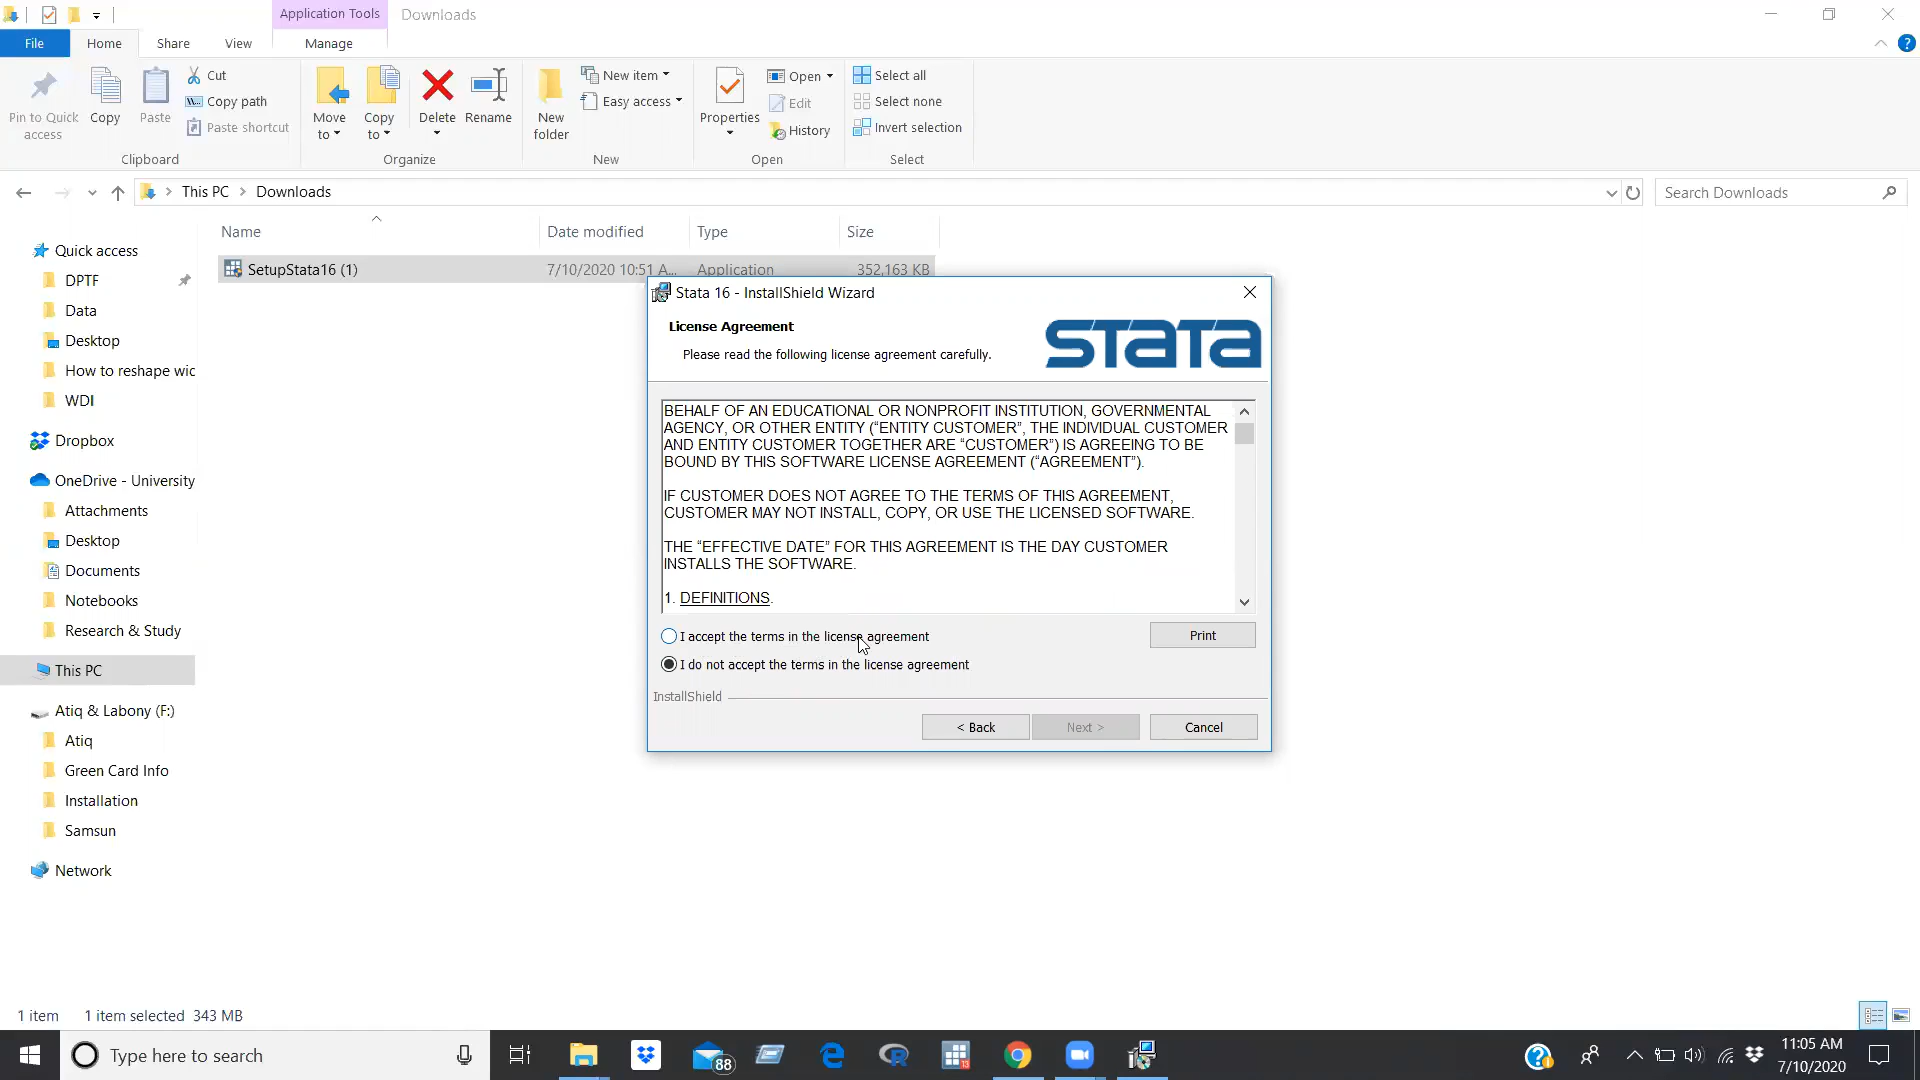 Application Tools
Downloads
File
Home
Share
View
Manage
Pin to Quick
access
Copy
Paste
Cut
Copy path
Paste shortcut
Clipboard
Move
to
Copy
to
Delete
Rename
Organize
New
folder
New item
Easy access
New
Properties
Open
Edit
History
Open
Select all
Select none
Invert selection
Select
This PC
Downloads
Search Downloads
Name
Date modified
Type
Size
SetupStata16 (1)
7/10/2020 10:51 A...
Application
352,163 KB
Quick access
DPTF
Data
Desktop
How to reshape wic
WDI
Dropbox
OneDrive - University
Attachments
Desktop
Documents
Notebooks
Research & Study
This PC
Atiq & Labony (F:)
Atiq
Green Card Info
Installation
Samsun
Network
Stata 16 - InstallShield Wizard
License Agreement
Please read the following license agreement carefully.
STATA
BEHALF OF AN EDUCATIONAL OR NONPROFIT INSTITUTION, GOVERNMENTAL
AGENCY, OR OTHER ENTITY (“ENTITY CUSTOMER”, THE INDIVIDUAL CUSTOMER
AND ENTITY CUSTOMER TOGETHER ARE “CUSTOMER”) IS AGREEING TO BE
BOUND BY THIS SOFTWARE LICENSE AGREEMENT (“AGREEMENT”).
IF CUSTOMER DOES NOT AGREE TO THE TERMS OF THIS AGREEMENT,
CUSTOMER MAY NOT INSTALL, COPY, OR USE THE LICENSED SOFTWARE.
THE “EFFECTIVE DATE” FOR THIS AGREEMENT IS THE DAY CUSTOMER
INSTALLS THE SOFTWARE.
1. DEFINITIONS.
I accept the terms in the license agreement
Print
I do not accept the terms in the license agreement
InstallShield
< Back
Next >
Cancel
1 item
1 item selected 343 MB
Type here to search
88
11:05 AM
7/10/2020